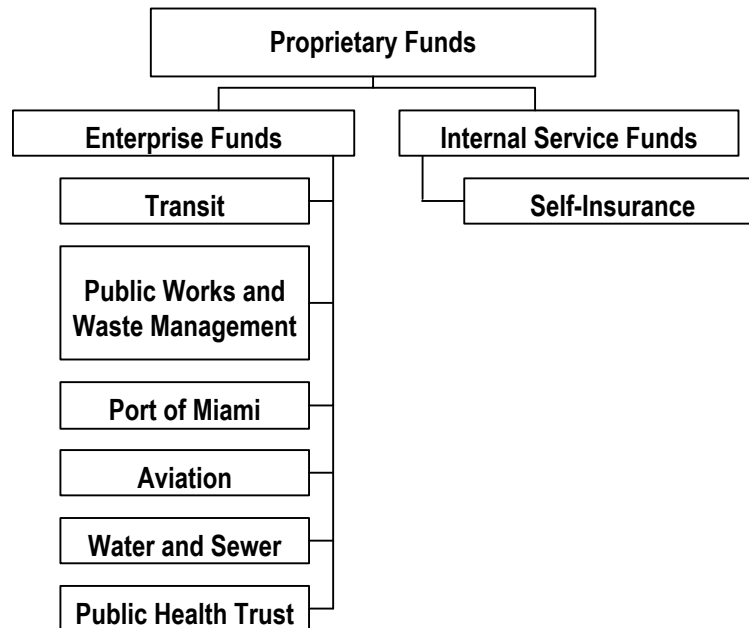 Proprietary Funds
Enterprise Funds
Internal Service Funds
Transit
Self-Insurance
Public Works and
Waste Management
Port of Miami
Aviation
Water and Sewer
Public Health Trust